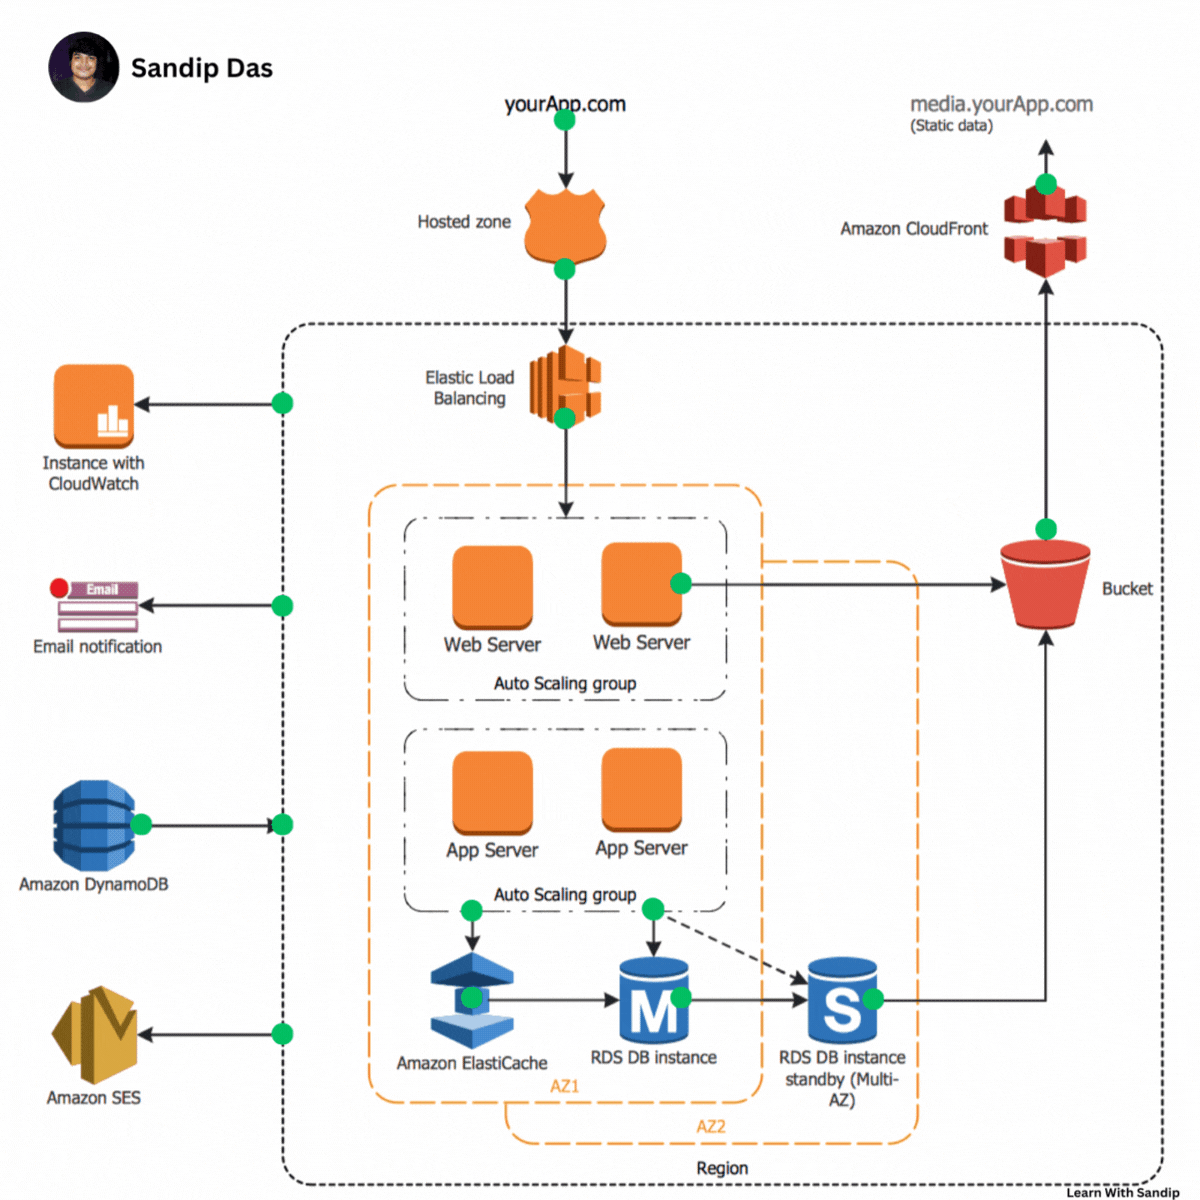 Sandip Das
yourApp.com
media.yourApp.com
(Static data)
Hosted zone
Amazon CloudFront
Elastic Load
Balancing
Instance with
CloudWatch
Email
Email notification
Web Server
Web Server
Bucket
Auto Scaling group
App Server
App Server
Amazon DynamoDB
Auto Scaling group
M
S
Amazon ElastiCache
RDS DB instance
RDS DB instance
standby (Multi-
AZ)
AZ1
Amazon SES
AZ2
Region
Learn With Sandip